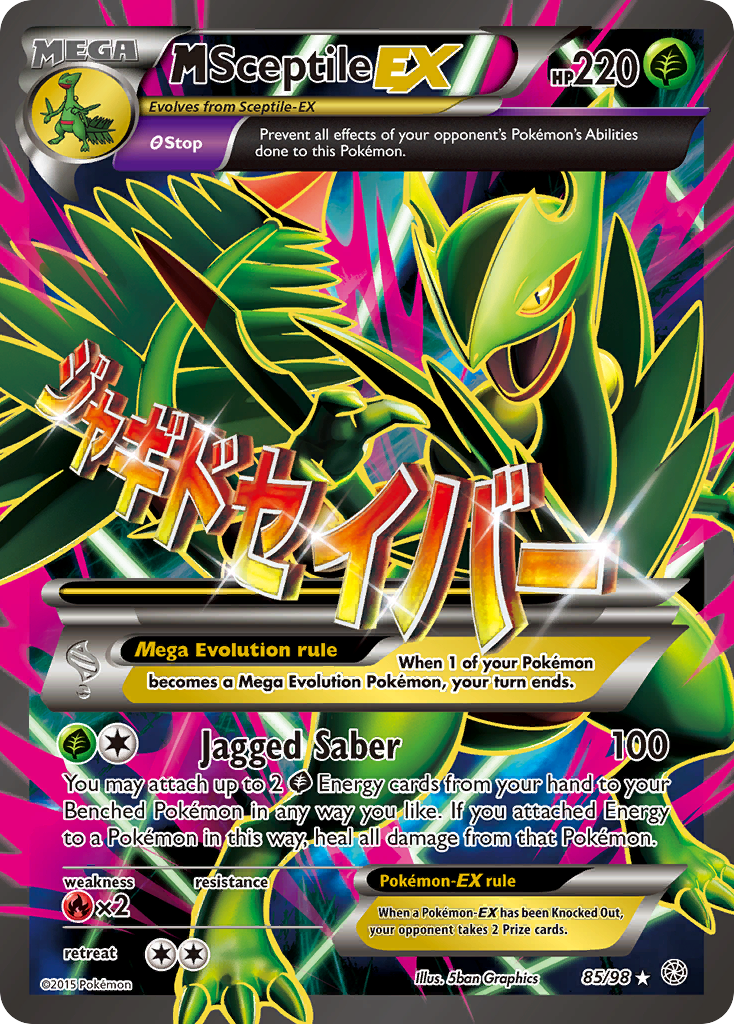 MEGA
MSceptile EX
HP220
Evolves from Sceptile-EX
θStop
Prevent all effects of your opponent's Pokémon's Abilities
done to this Pokémon.
ジャギドセイバー
Mega Evolution rule
When 1 of your Pokémon
becomes a Mega Evolution Pokémon, your turn ends.
Jagged Saber 100
You may attach up to 2 Energy cards from your hand to your
Benched Pokémon in any way you like. If you attached Energy
to a Pokémon in this way, heal all damage from that Pokémon.
weakness resistance
×2
Pokémon-EX rule
When a Pokémon-EX has been Knocked Out,
your opponent takes 2 Prize cards.
retreat
©2015 Pokémon Illus. 5ban Graphics 85/98 ★